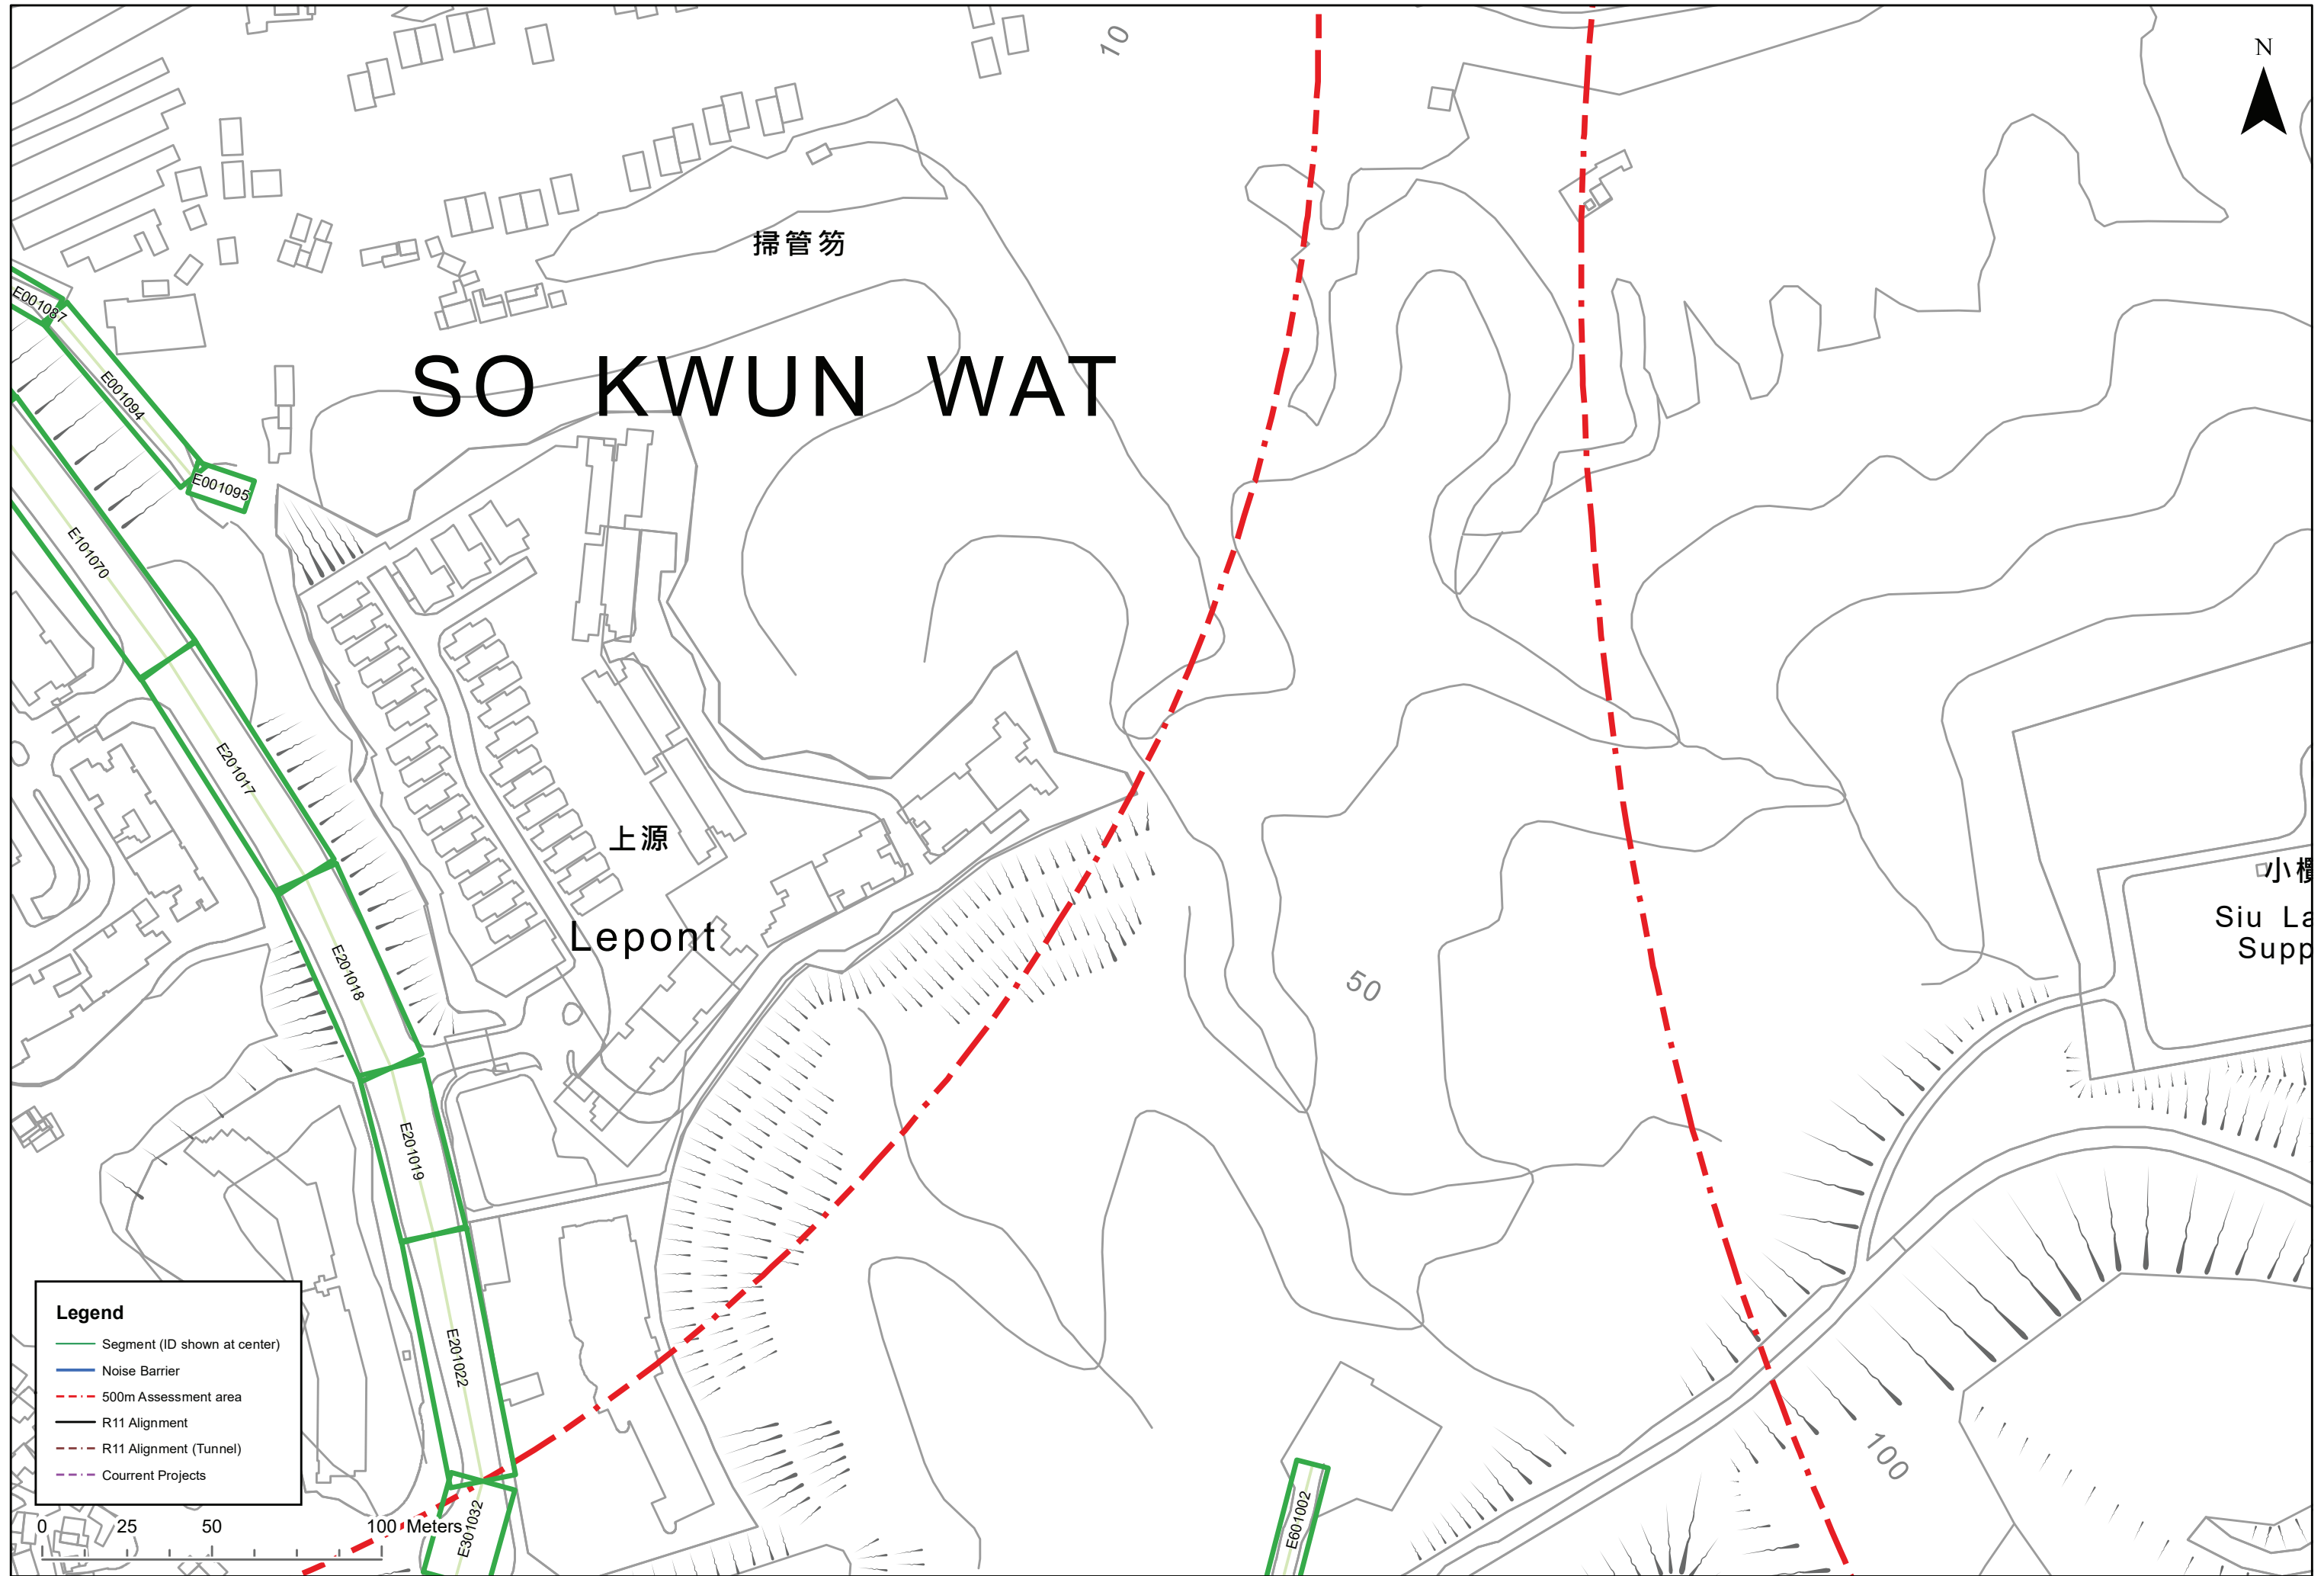 N
10
掃管笏
E001087
E001094
SO KWUN WAT
E001095
E101070
E201017
上源
小欖
Siu La
Supp
Lepont
E201018
50
E201019
E201022
100
E301032
E601002
Legend
Segment (ID shown at center)
Noise Barrier
500m Assessment area
R11 Alignment
R11 Alignment (Tunnel)
Courrent Projects
0 25 50 100 Meters